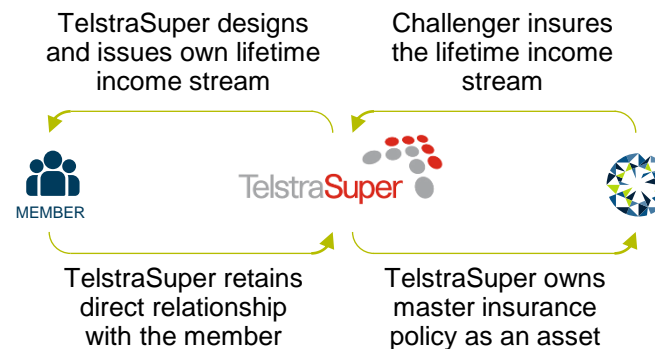 TelstraSuper designs
and issues own lifetime
income stream
Challenger insures
the lifetime income
stream
MEMBER
TelstraSuper
TelstraSuper retains
direct relationship
with the member
TelstraSuper owns
master insurance
policy as an asset